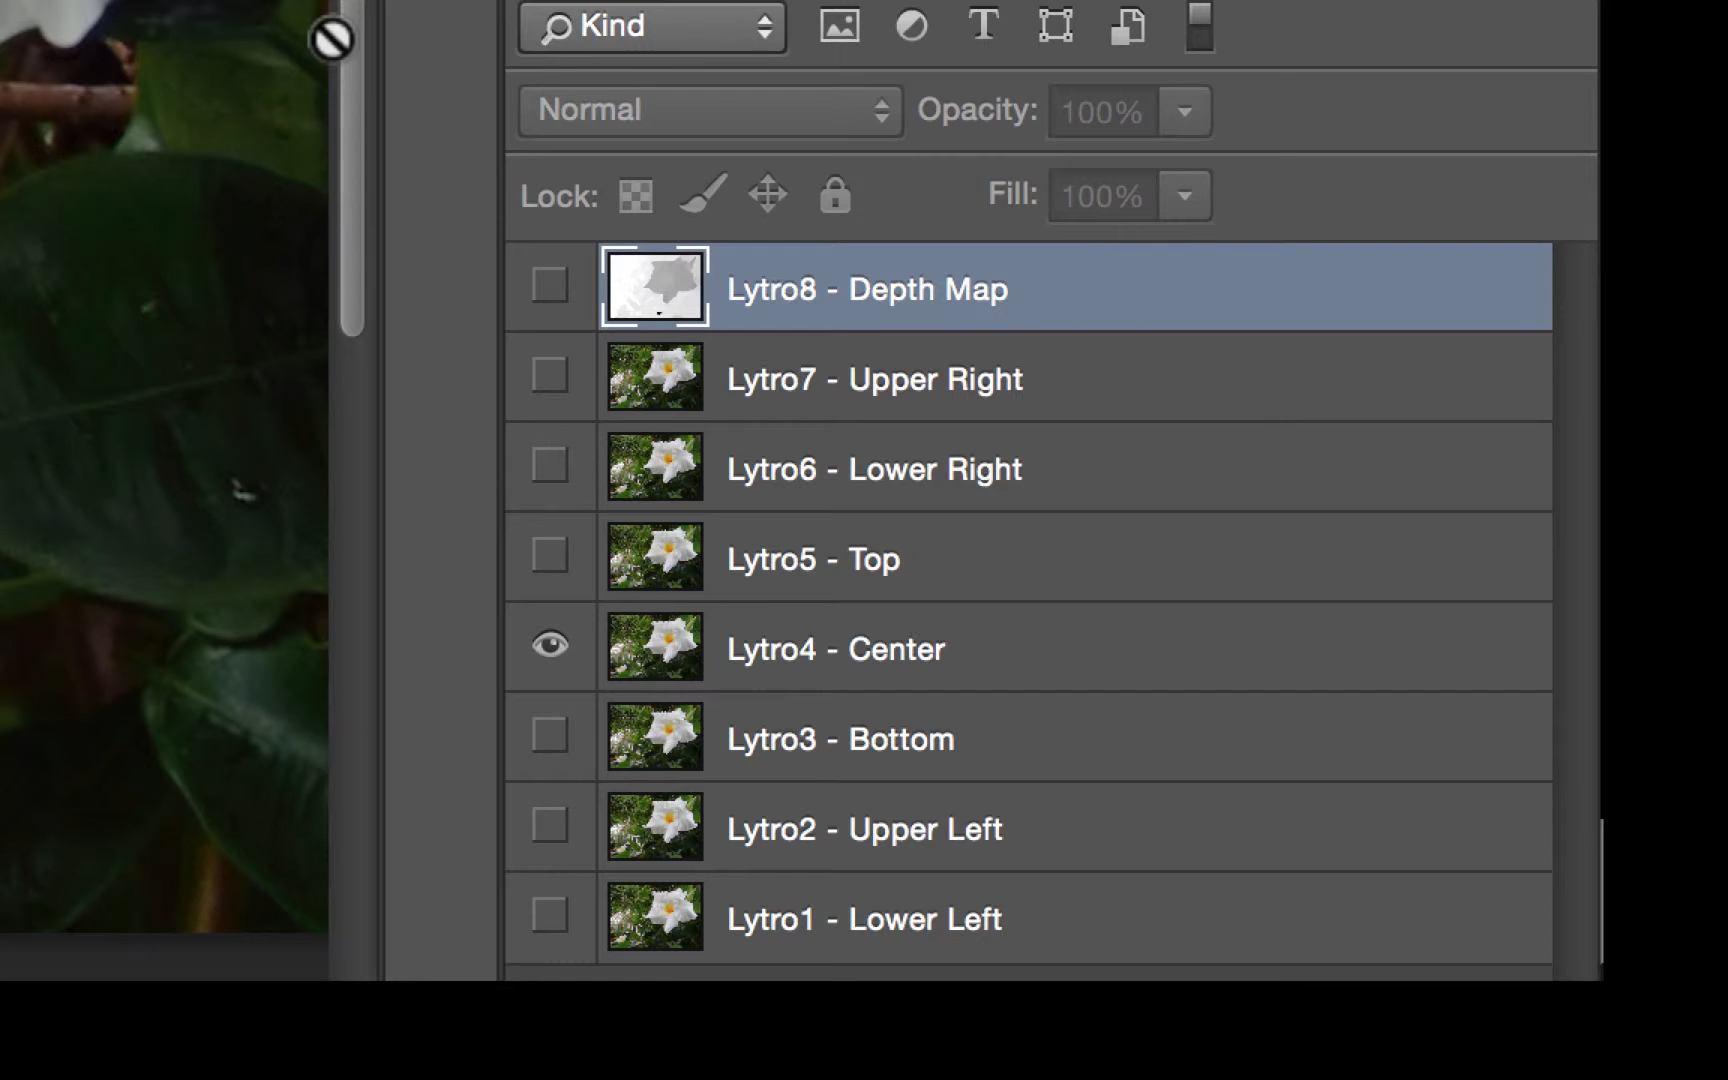 Kind
Normal Opacity: 100%
Lock: Fill: 100%
Lytro8 - Depth Map
Lytro7 - Upper Right
Lytro6 - Lower Right
Lytro5 - Top
Lytro4 - Center
Lytro3 - Bottom
Lytro2 - Upper Left
Lytro1 - Lower Left